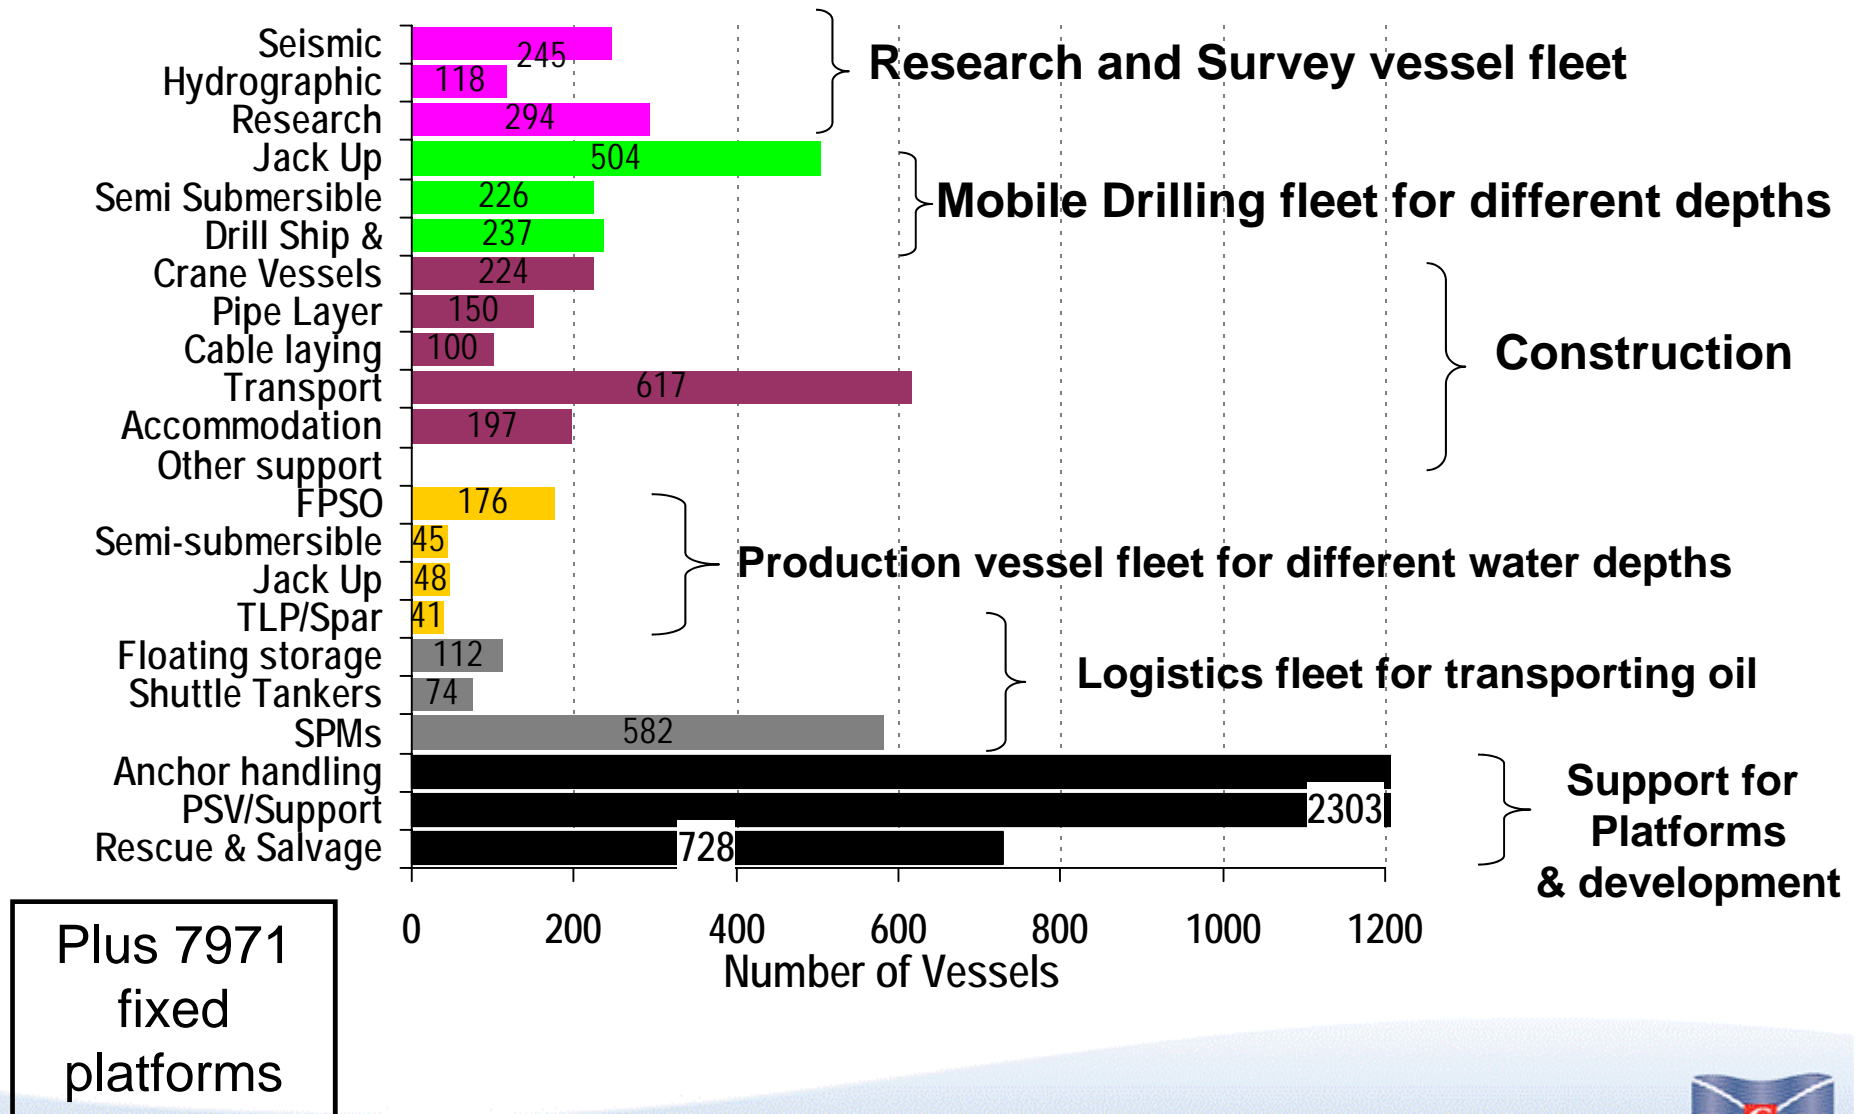 Seismic 245
Hydrographic 118
Research 294
Research and Survey vessel fleet
Jack Up 504
Semi Submersible 226
Drill Ship & 237
Mobile Drilling fleet for different depths
Crane Vessels 224
Pipe Layer 150
Cable laying 100
Transport 617
Accommodation 197
Other support
Construction
FPSO 176
Semi-submersible 45
Jack Up 48
TLP/Spar 41
Production vessel fleet for different water depths
Floating storage 112
Shuttle Tankers 74
SPMs 582
Logistics fleet for transporting oil
Anchor handling
PSV/Support 2303
Rescue & Salvage 728
Support for
Platforms
& development
0 200 400 600 800 1000 1200
Number of Vessels
Plus 7971
fixed
platforms